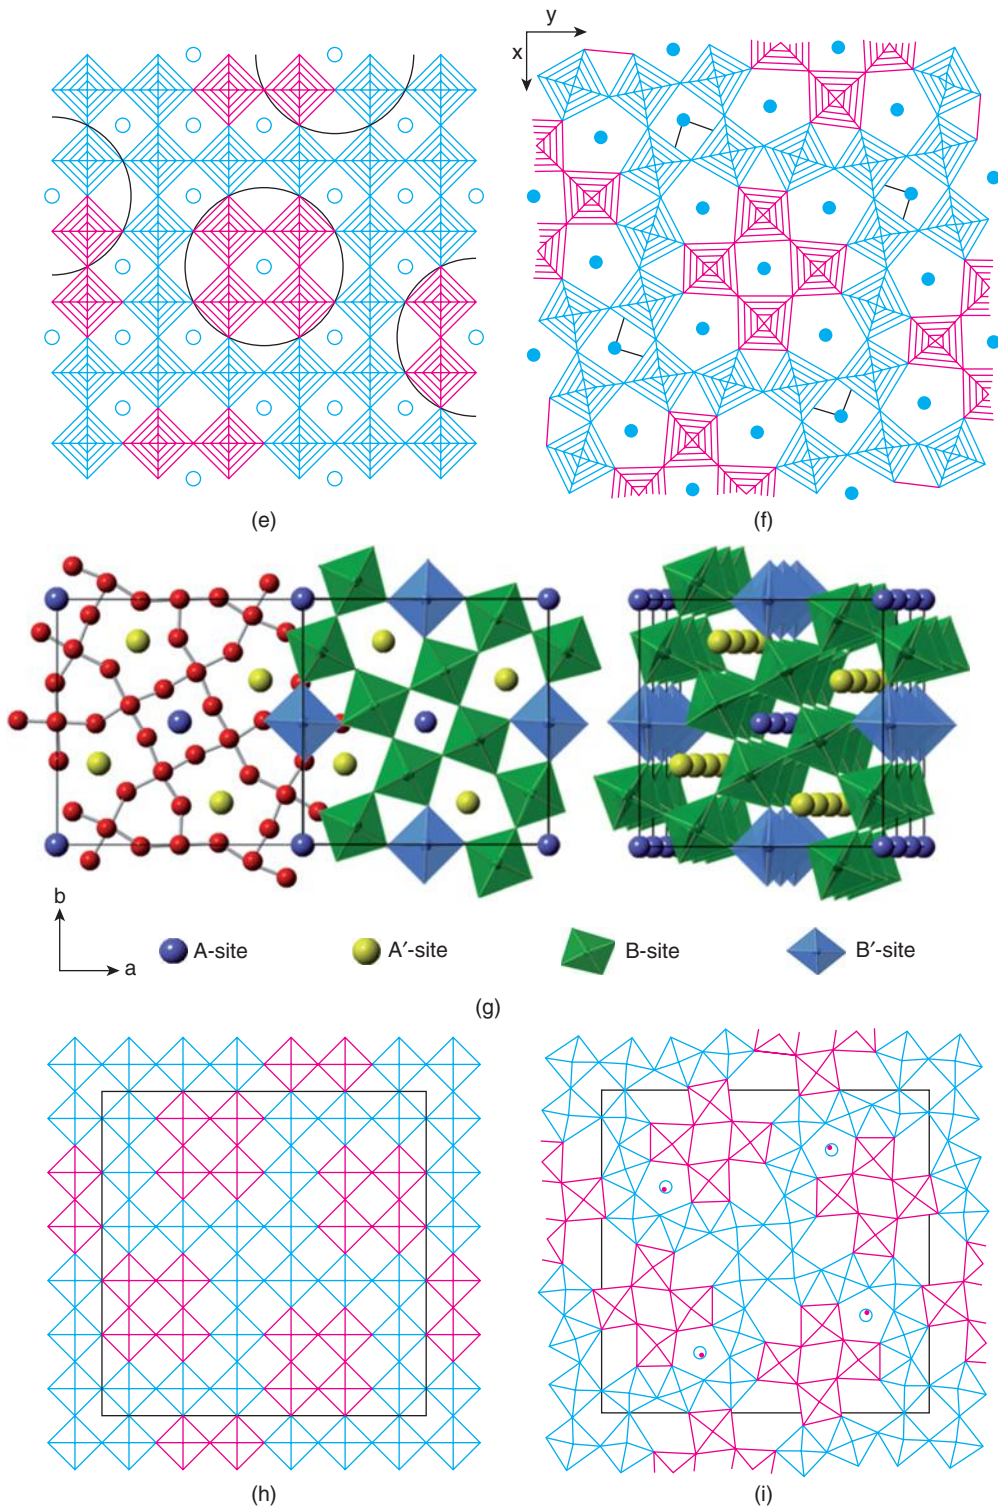 y
x
(e)
(f)
b
a
A-site
A′-site
B-site
B′-site
(g)
(h)
(i)